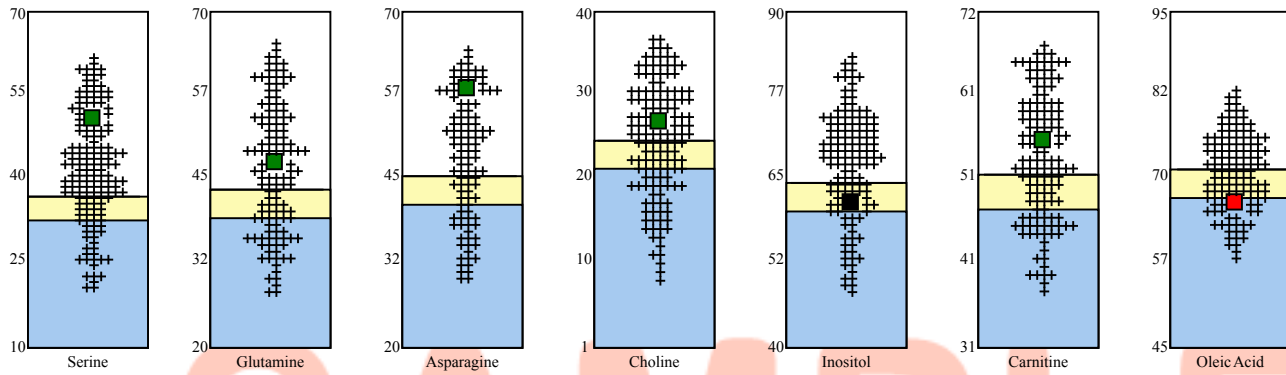 70 70 70 40 90 72 95
55 57 57 30 77 61 82
40 45 45 20 65 51 70
25 32 32 10 52 41 57
10 20 20 1 40 31 45
Serine Glutamine Asparagine Choline Inositol Carnitine Oleic Acid